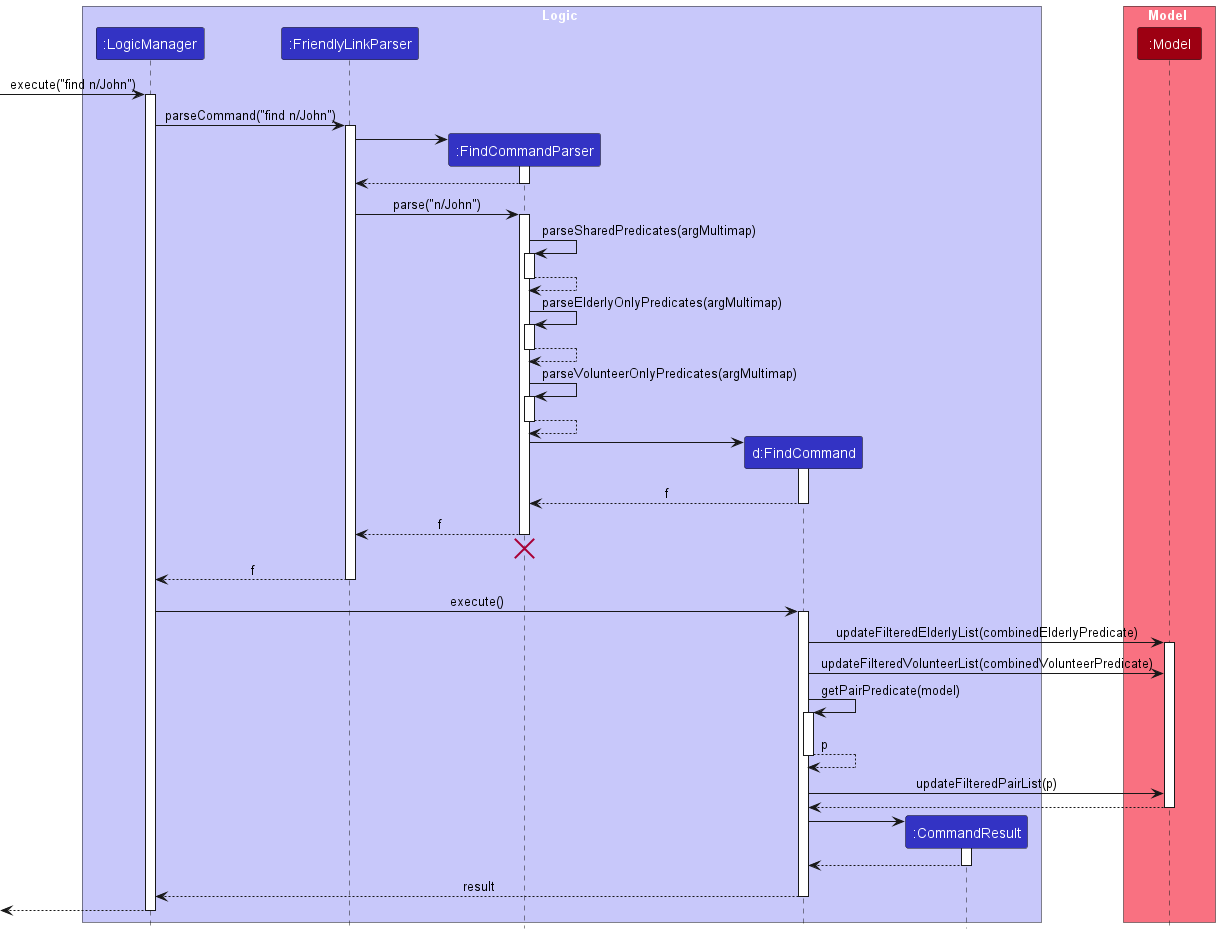 Logic
Model
:LogicManager
:FriendlyLinkParser
:Model
execute("find n/John")
parseCommand("find n/John")
:FindCommandParser
parse("n/John")
parseSharedPredicates(argMultimap)
parseElderlyOnlyPredicates(argMultimap)
parseVolunteerOnlyPredicates(argMultimap)
d:FindCommand
f
f
f
execute()
updateFilteredElderlyList(combinedElderlyPredicate)
updateFilteredVolunteerList(combinedVolunteerPredicate)
getPairPredicate(model)
p
updateFilteredPairList(p)
:CommandResult
result